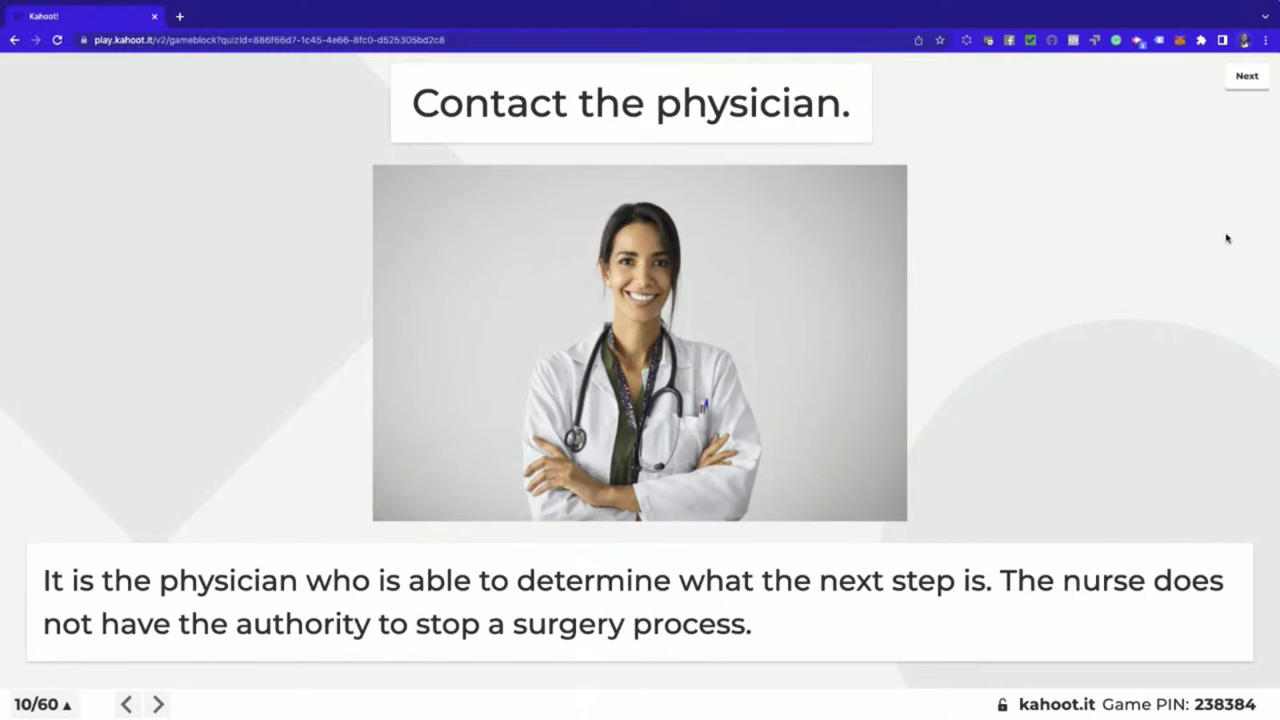 Kahoot!
play.kahoot.it/v2/gameblock?quizId=886f66d7-1c45-4e66-8fc0-d525305bd2c8
Next
Contact the physician.
It is the physician who is able to determine what the next step is. The nurse does
not have the authority to stop a surgery process.
10/60
kahoot.it Game PIN: 238384